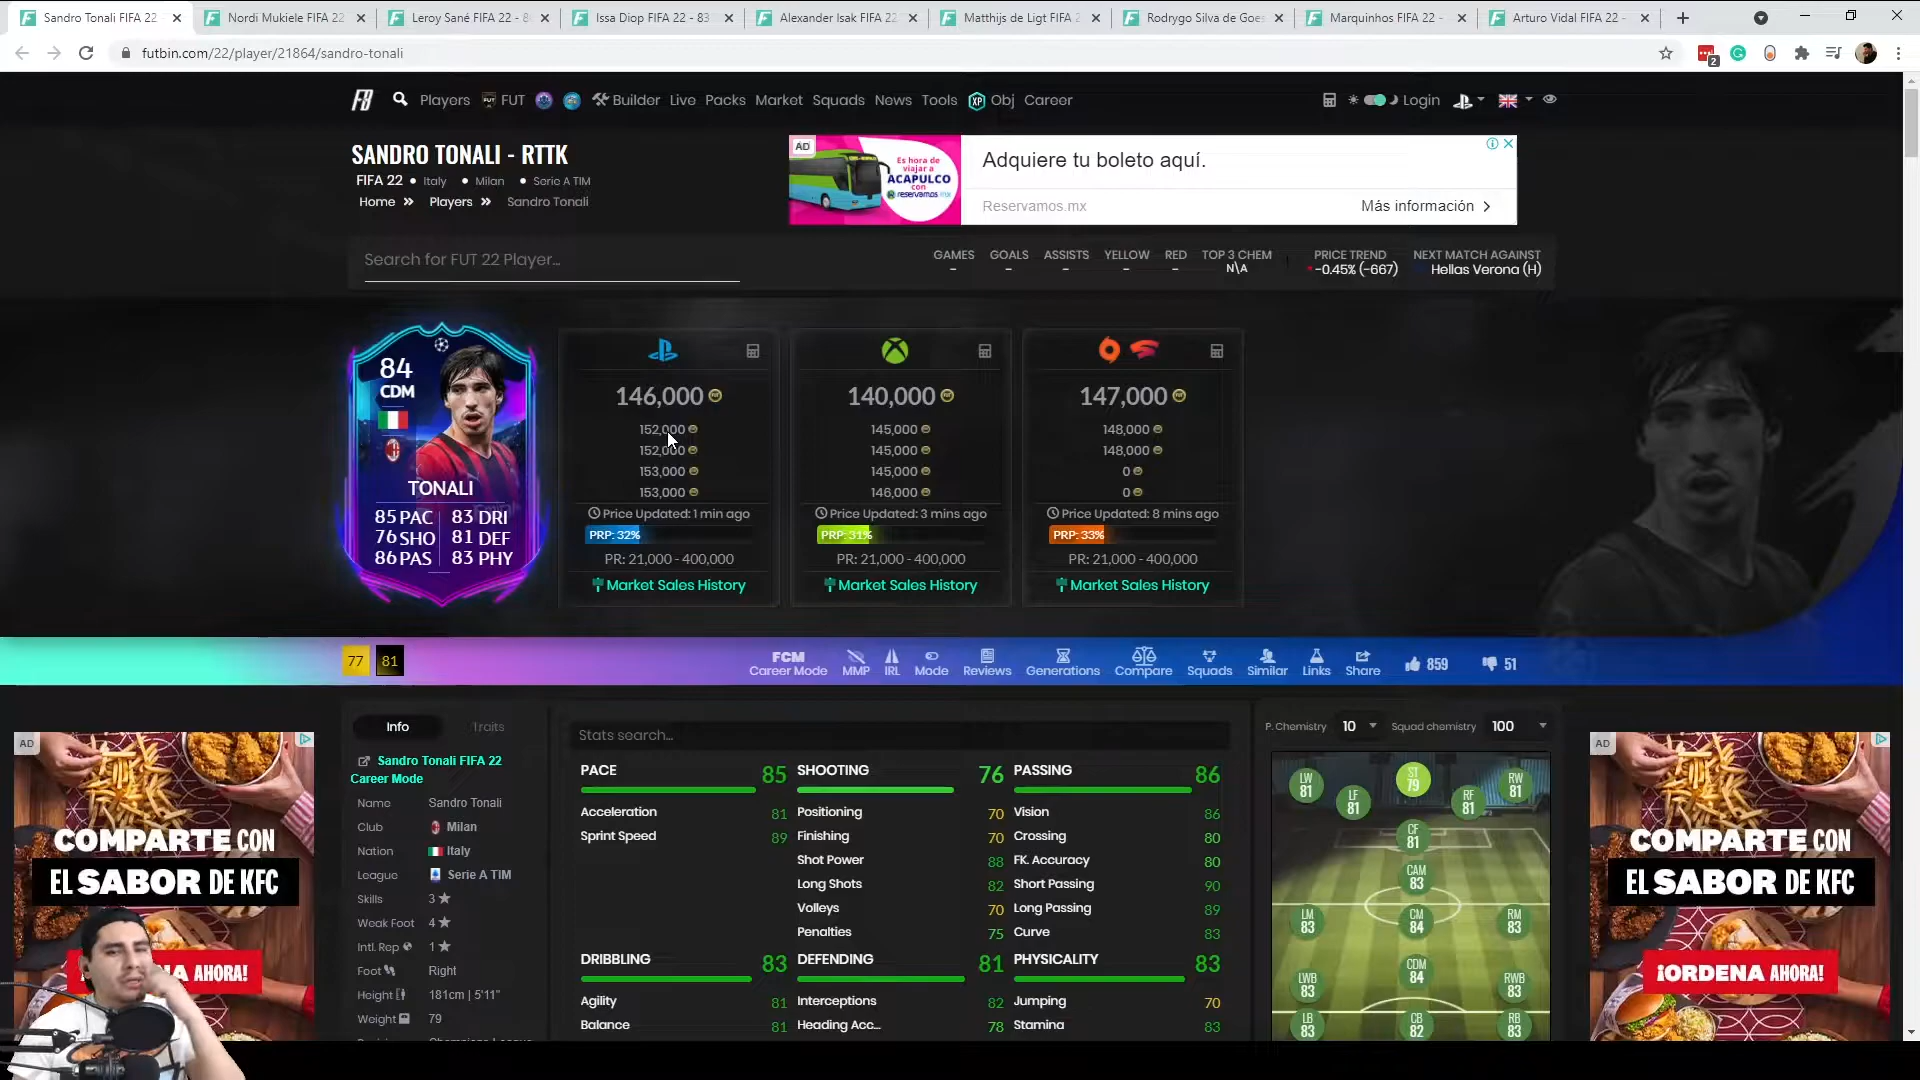 Sandro Tonali FIFA 22
Nordi Mukiele FIFA 22
Leroy Sané FIFA 22 - 8
Issa Diop FIFA 22 - 83
Alexander Isak FIFA 22
Matthijs de Ligt FIFA 2
Rodrygo Silva de Goes
Marquinhos FIFA 22 -
Arturo Vidal FIFA 22 -
futbin.com/22/player/21864/sandro-tonali
2
Players FUT Builder Live Packs Market Squads News Tools XP Obj Career
Login
SANDRO TONALI - RTTK
FIFA 22 • Italy • Milan • Serie A TIM
Home » Players » Sandro Tonali
AD
Es hora de viajar a ACAPULCO con reservamos
Adquiere tu boleto aquí.
Reservamos.mx
Más información
Search for FUT 22 Player...
GAMES GOALS ASSISTS YELLOW RED TOP 3 CHEM PRICE TREND NEXT MATCH AGAINST
- - - - - N\A -0.45% (-667) Hellas Verona (H)
84
CDM
TONALI
85 PAC 83 DRI
76 SHO 81 DEF
86 PAS 83 PHY
146,000
152,000
152,000
153,000
153,000
Price Updated: 1 min ago
PRP: 32%
PR: 21,000 - 400,000
Market Sales History
140,000
145,000
145,000
145,000
146,000
Price Updated: 3 mins ago
PRP: 31%
PR: 21,000 - 400,000
Market Sales History
147,000
148,000
148,000
0
0
Price Updated: 8 mins ago
PRP: 33%
PR: 21,000 - 400,000
Market Sales History
77 81
FCM
Career Mode MMP IRL Mode Reviews Generations Compare Squads Similar Links Share 859 51
AD
COMPARTE CON
EL SABOR DE KFC
A AHORA!
Info Traits
Sandro Tonali FIFA 22
Career Mode
Name Sandro Tonali
Club Milan
Nation Italy
League Serie A TIM
Skills 3
Weak Foot 4
Intl. Rep 1
Foot Right
Height 181cm | 5'11"
Weight 79
Stats search...
PACE 85
Acceleration 81
Sprint Speed 89
SHOOTING 76
Positioning 70
Finishing 70
Shot Power 88
Long Shots 82
Volleys 70
Penalties 75
PASSING 86
Vision 86
Crossing 80
FK. Accuracy 80
Short Passing 90
Long Passing 89
Curve 83
DRIBBLING 83
Agility 81
Balance 81
DEFENDING 81
Interceptions 82
Heading Acc... 78
PHYSICALITY 83
Jumping 70
Stamina 83
P. Chemistry 10 Squad chemistry 100
LW
81
LF
81
ST
79
RF
81
RW
81
CF
81
CAM
83
LM
83
CM
84
RM
83
LWB
83
CDM
84
RWB
83
LB
83
CB
82
RB
83
AD
COMPARTE CON
EL SABOR DE KFC
¡ORDENA AHORA!